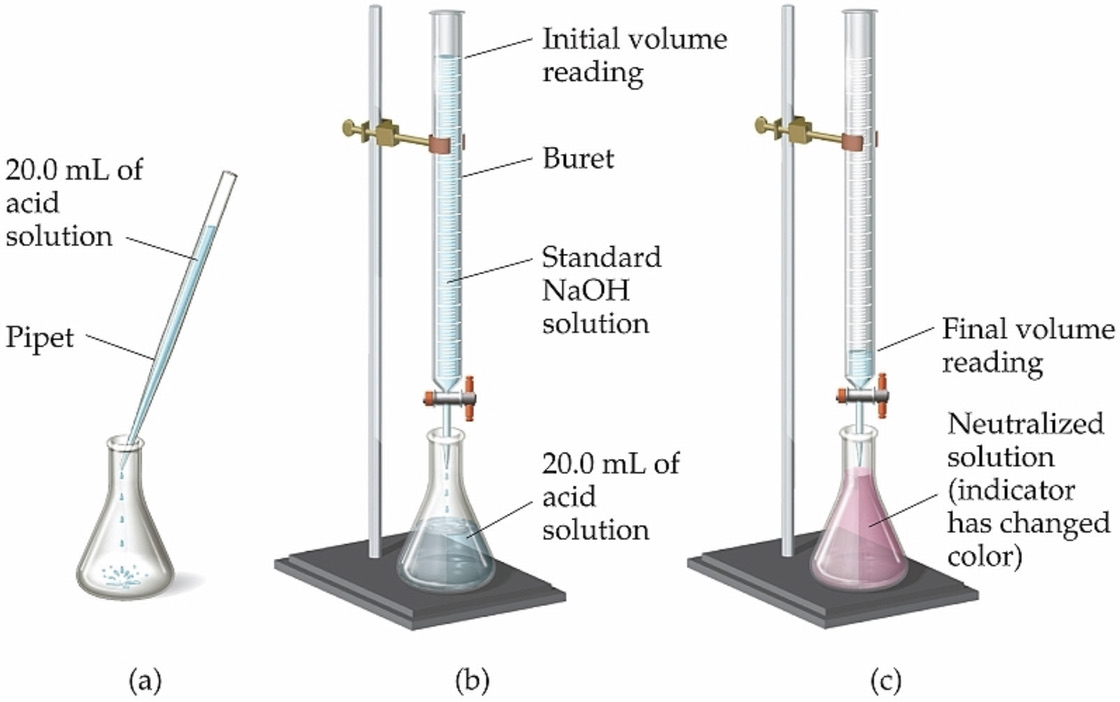 20.0 mL of
acid
solution
Pipet
(a)
Initial volume
reading
Buret
Standard
NaOH
solution
20.0 mL of
acid
solution
(b)
Final volume
reading
Neutralized
solution
(indicator
has changed
color)
(c)